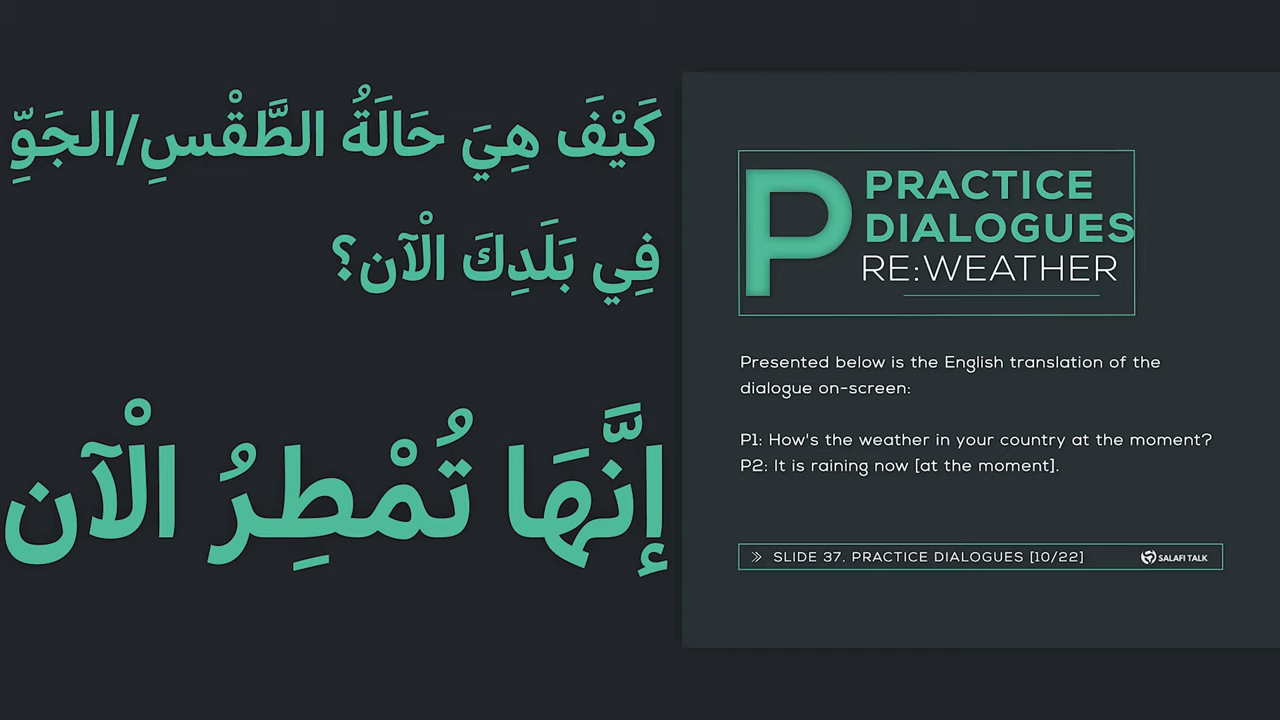 كَيْفَ هِيَ حَالَةُ الطَّقْسِ/الجَوِّ
فِي بَلَدِكَ الْآن؟
إِنَّهَا تُمْطِرُ الْآن
P PRACTICE
DIALOGUES
RE:WEATHER
Presented below is the English translation of the
dialogue on-screen:
P1: How's the weather in your country at the moment?
P2: It is raining now [at the moment].
SLIDE 37. PRACTICE DIALOGUES [10/22] SALAFI TALK